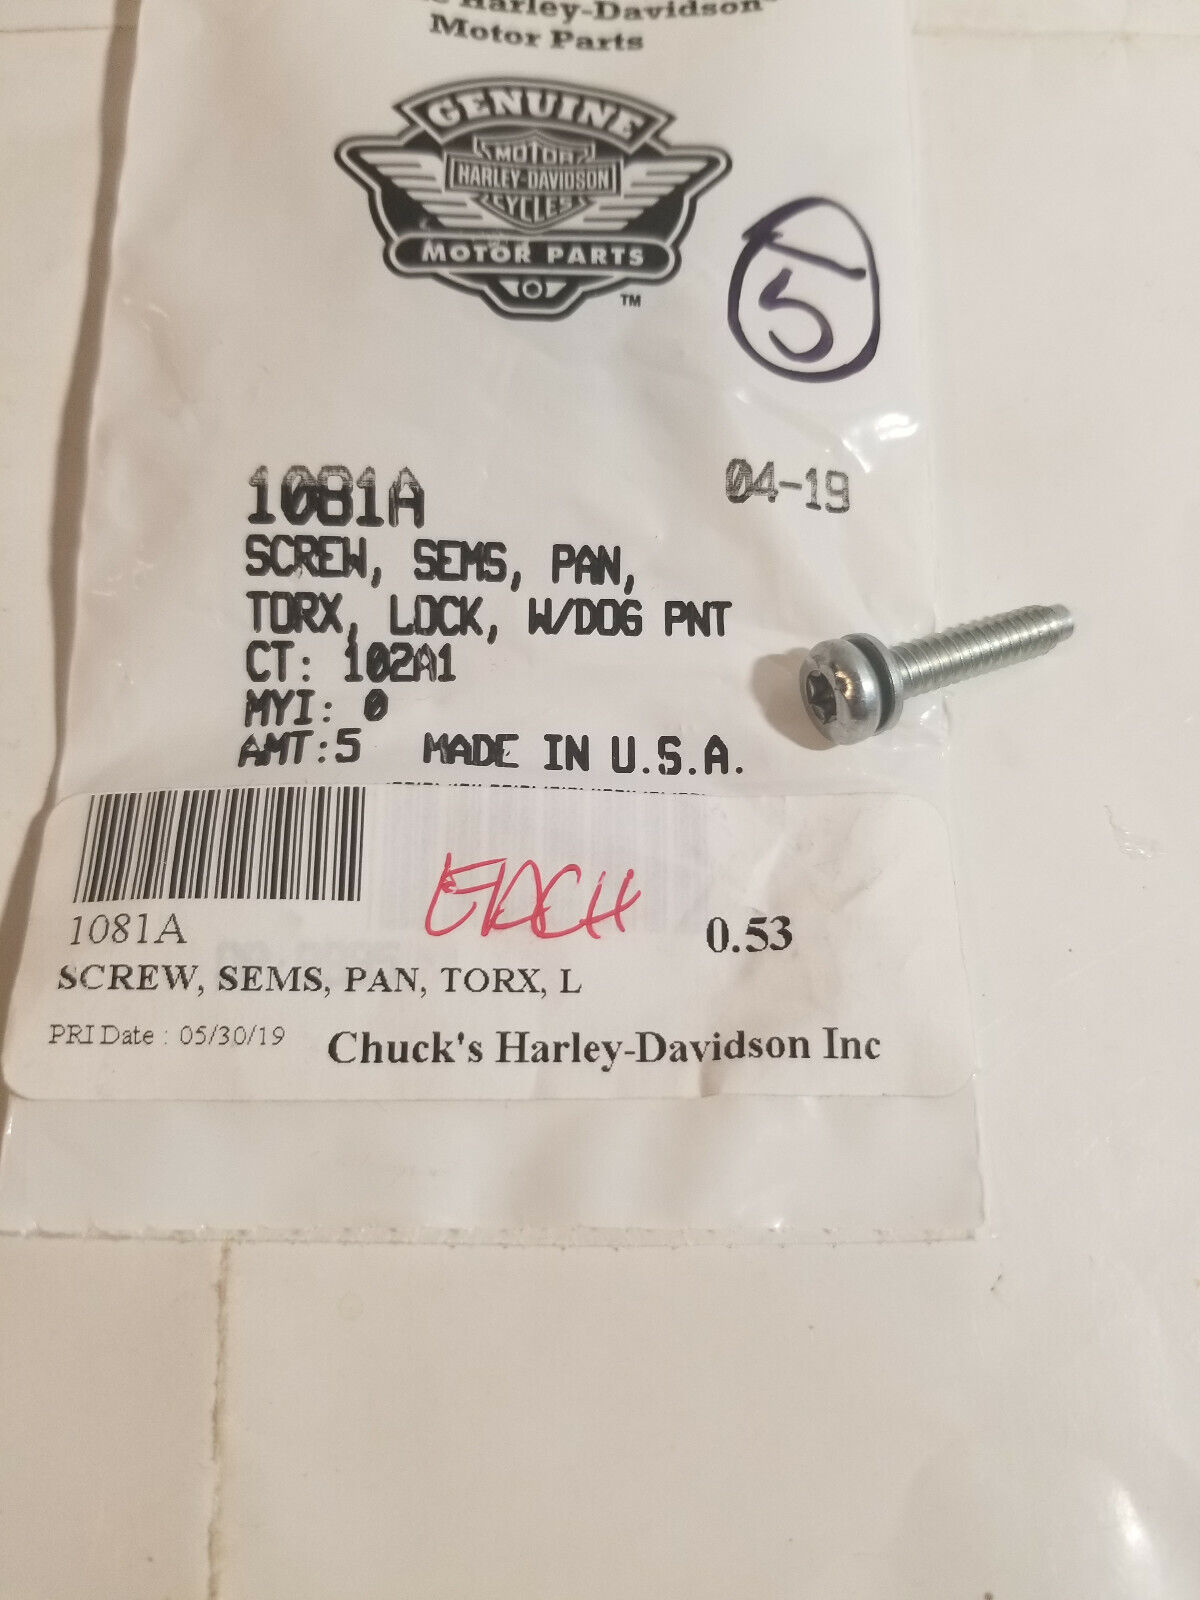 Harley-Davidson
Motor Parts
GENUINE
MOTOR
HARLEY-DAVIDSON
CYCLES
MOTOR PARTS
TM
5
1081A 04-19
SCREW, SEMS, PAN,
TORX, LOCK, W/DOG PNT
CT: 102A1
MYI: 0
AMT:5 MADE IN U.S.A.
EACH
1081A 0.53
SCREW, SEMS, PAN, TORX, L
PRI Date : 05/30/19 Chuck's Harley-Davidson Inc